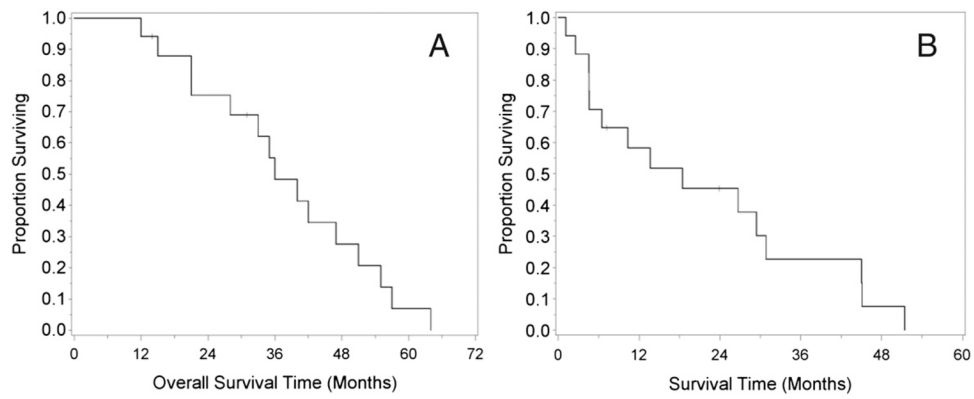 A
Proportion Surviving
1.0
0.9
0.8
0.7
0.6
0.5
0.4
0.3
0.2
0.1
0.0
0 12 24 36 48 60 72
Overall Survival Time (Months)
B
Proportion Surviving
1.0
0.9
0.8
0.7
0.6
0.5
0.4
0.3
0.2
0.1
0.0
0 12 24 36 48 60
Survival Time (Months)